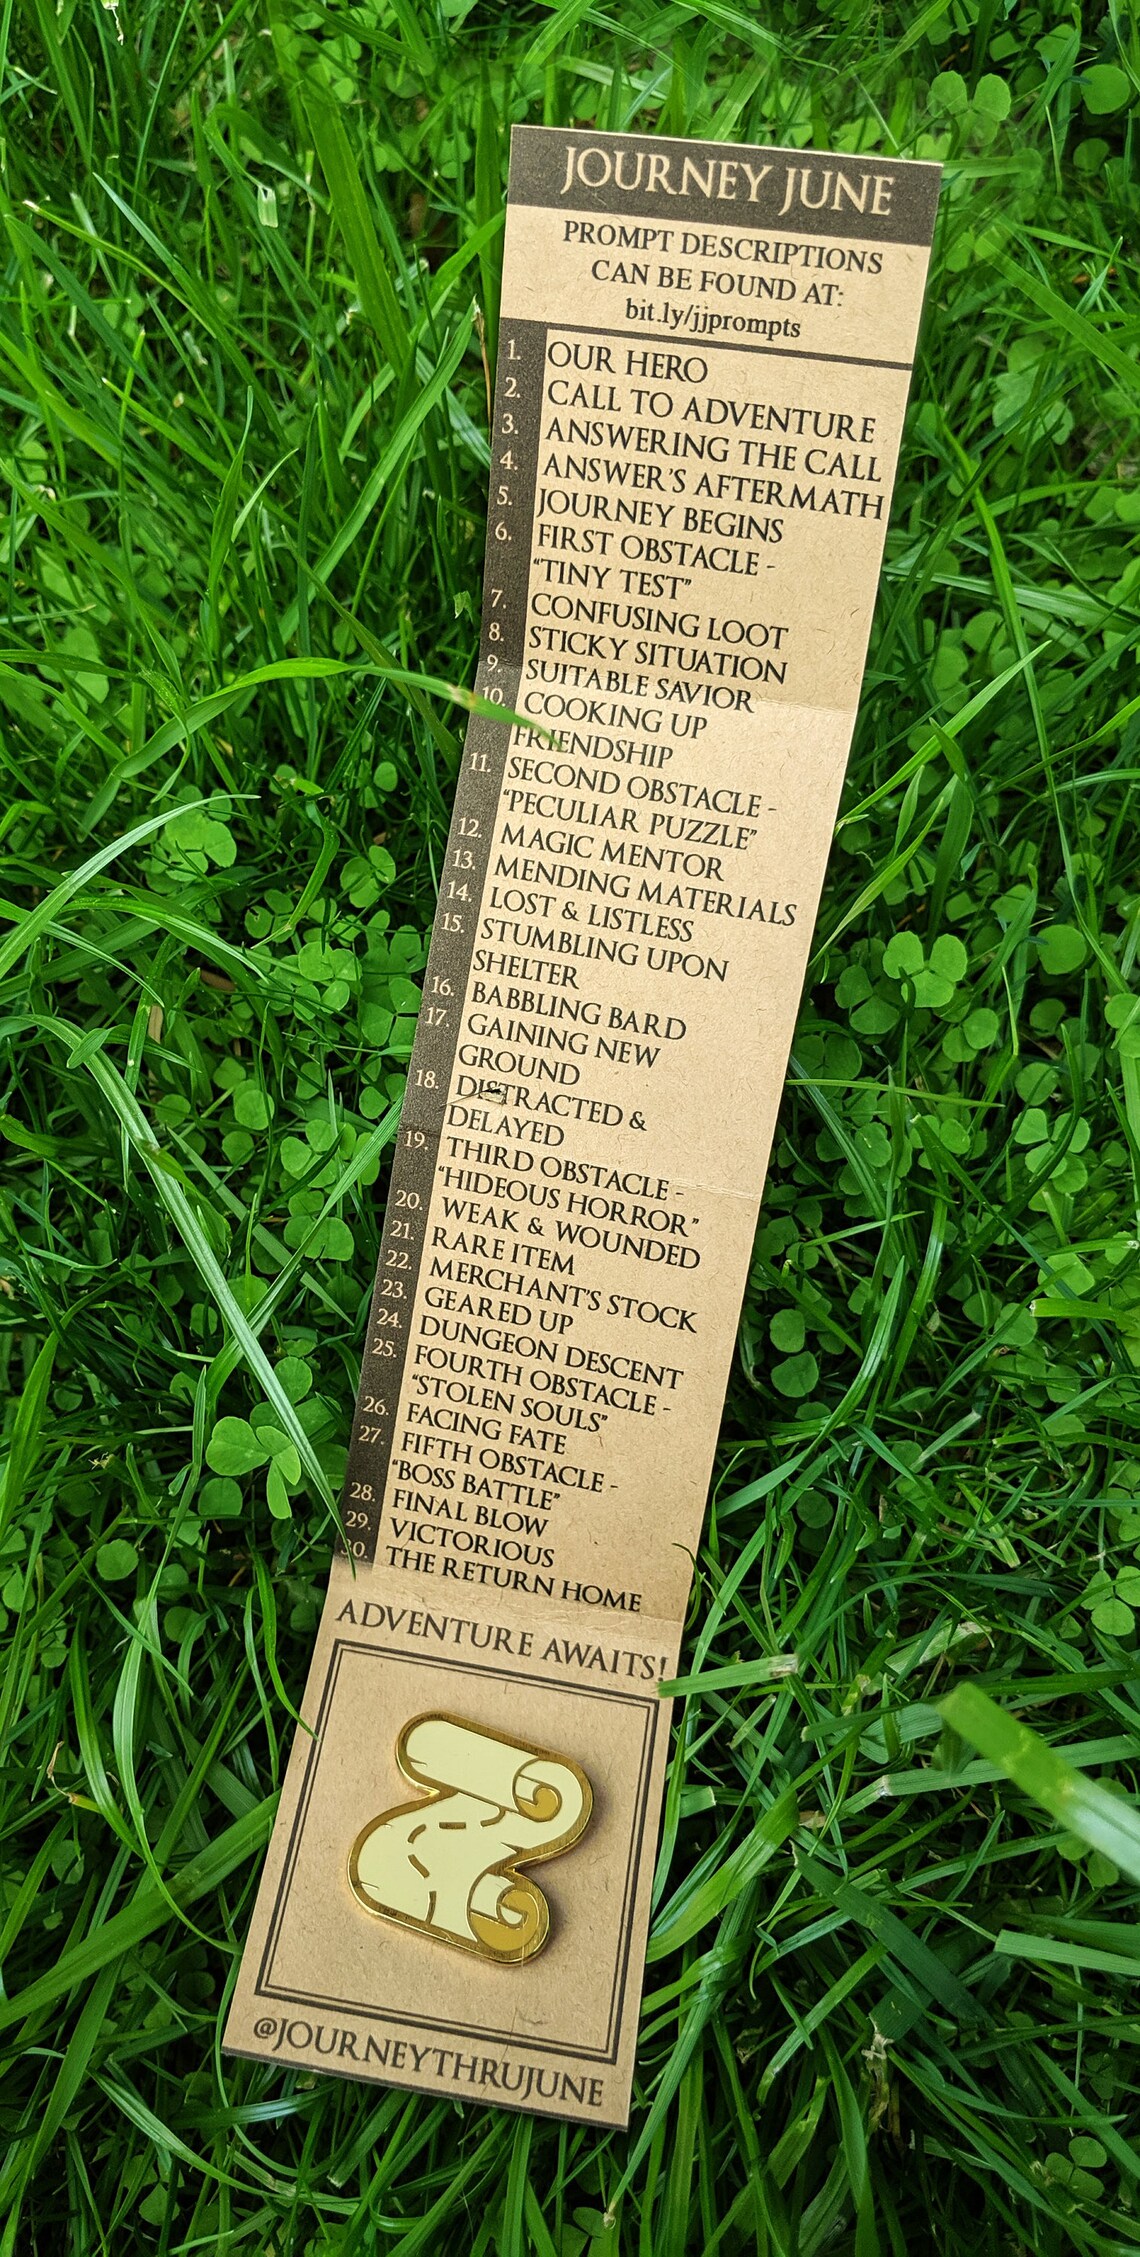 JOURNEY JUNE
PROMPT DESCRIPTIONS
CAN BE FOUND AT:
bit.ly/jjprompts
1. OUR HERO
2. CALL TO ADVENTURE
3. ANSWERING THE CALL
4. ANSWER'S AFTERMATH
5. JOURNEY BEGINS
6. FIRST OBSTACLE -
"TINY TEST"
7. CONFUSING LOOT
8. STICKY SITUATION
9. SUITABLE SAVIOR
10. COOKING UP
FRIENDSHIP
11. SECOND OBSTACLE -
"PECULIAR PUZZLE"
12. MAGIC MENTOR
13. MENDING MATERIALS
14. LOST & LISTLESS
15. STUMBLING UPON
SHELTER
16. BABBLING BARD
17. GAINING NEW
GROUND
18. DISTRACTED &
DELAYED
19. THIRD OBSTACLE -
"HIDEOUS HORROR"
20. WEAK & WOUNDED
21. RARE ITEM
22. MERCHANT'S STOCK
23. GEARED UP
24. DUNGEON DESCENT
25. FOURTH OBSTACLE -
"STOLEN SOULS"
26. FACING FATE
27. FIFTH OBSTACLE -
"BOSS BATTLE"
28. FINAL BLOW
29. VICTORIOUS
30. THE RETURN HOME
ADVENTURE AWAITS!
@JOURNEYTHRUJUNE